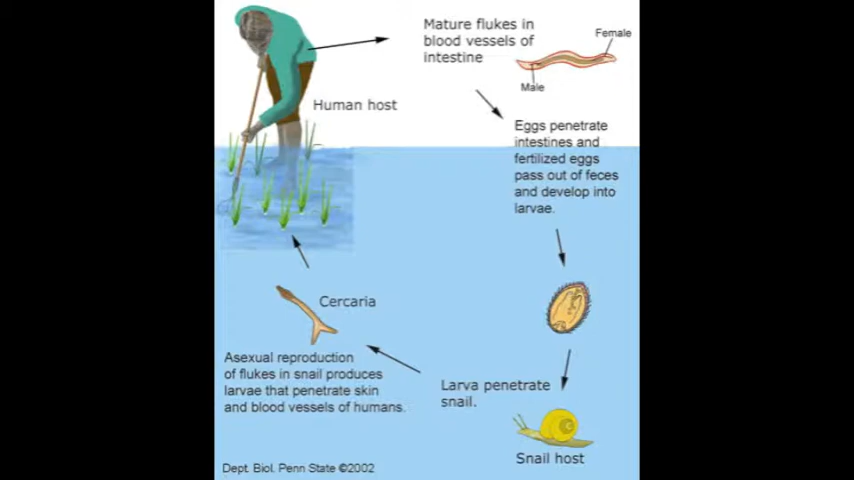 Mature flukes in
blood vessels of
intestine
Female
Male
Human host
Eggs penetrate
intestines and
fertilized eggs
pass out of feces
and develop into
larvae.
Cercaria
Asexual reproduction
of flukes in snail produces
larvae that penetrate skin
and blood vessels of humans.
Larva penetrate
snail.
Snail host
Dept. Biol. Penn State ©2002